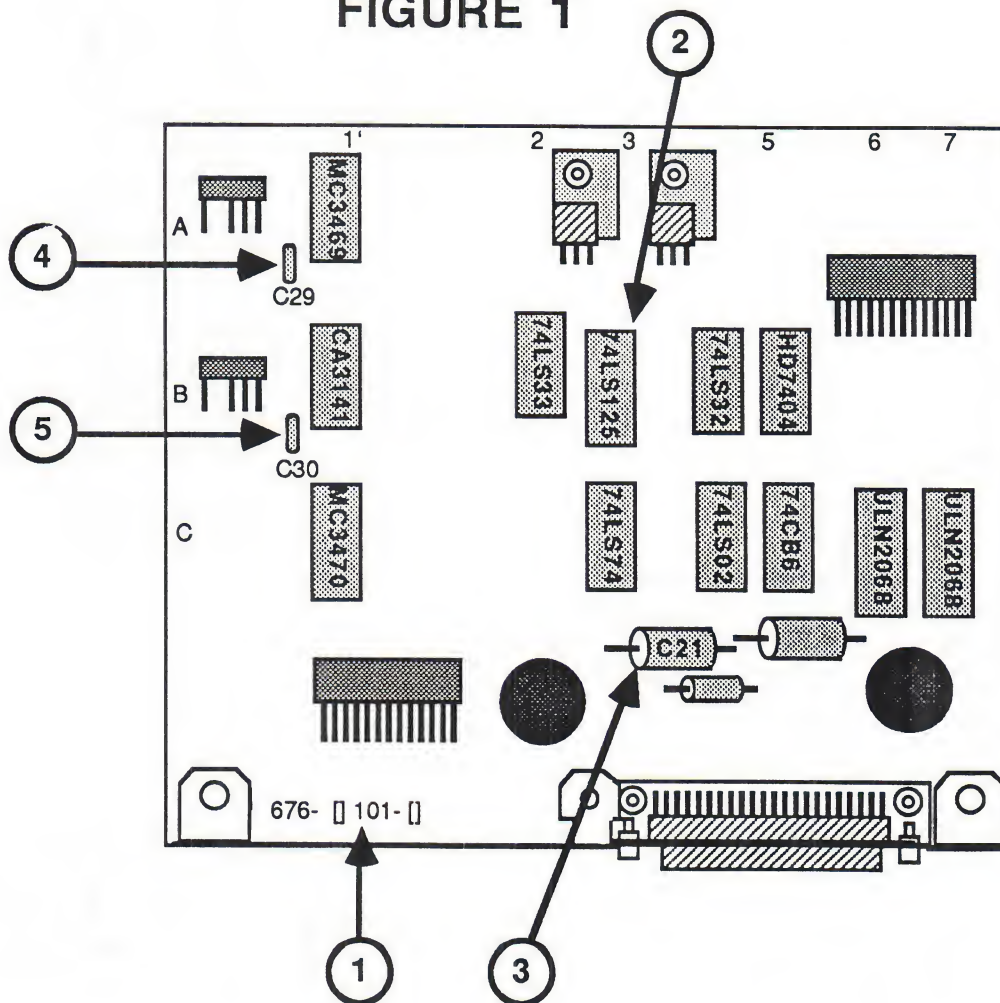 FIGURE 1
2
1' 2 3 5 6 7
MC3469
A
4
C29
CA3141
74LS33
74LS125
74LS32
HD7404
B
5
C30
C
MC3470
74LS74
74LS02
74C86
ULN2068
ULN2068
C21
676- [] 101- []
1
3